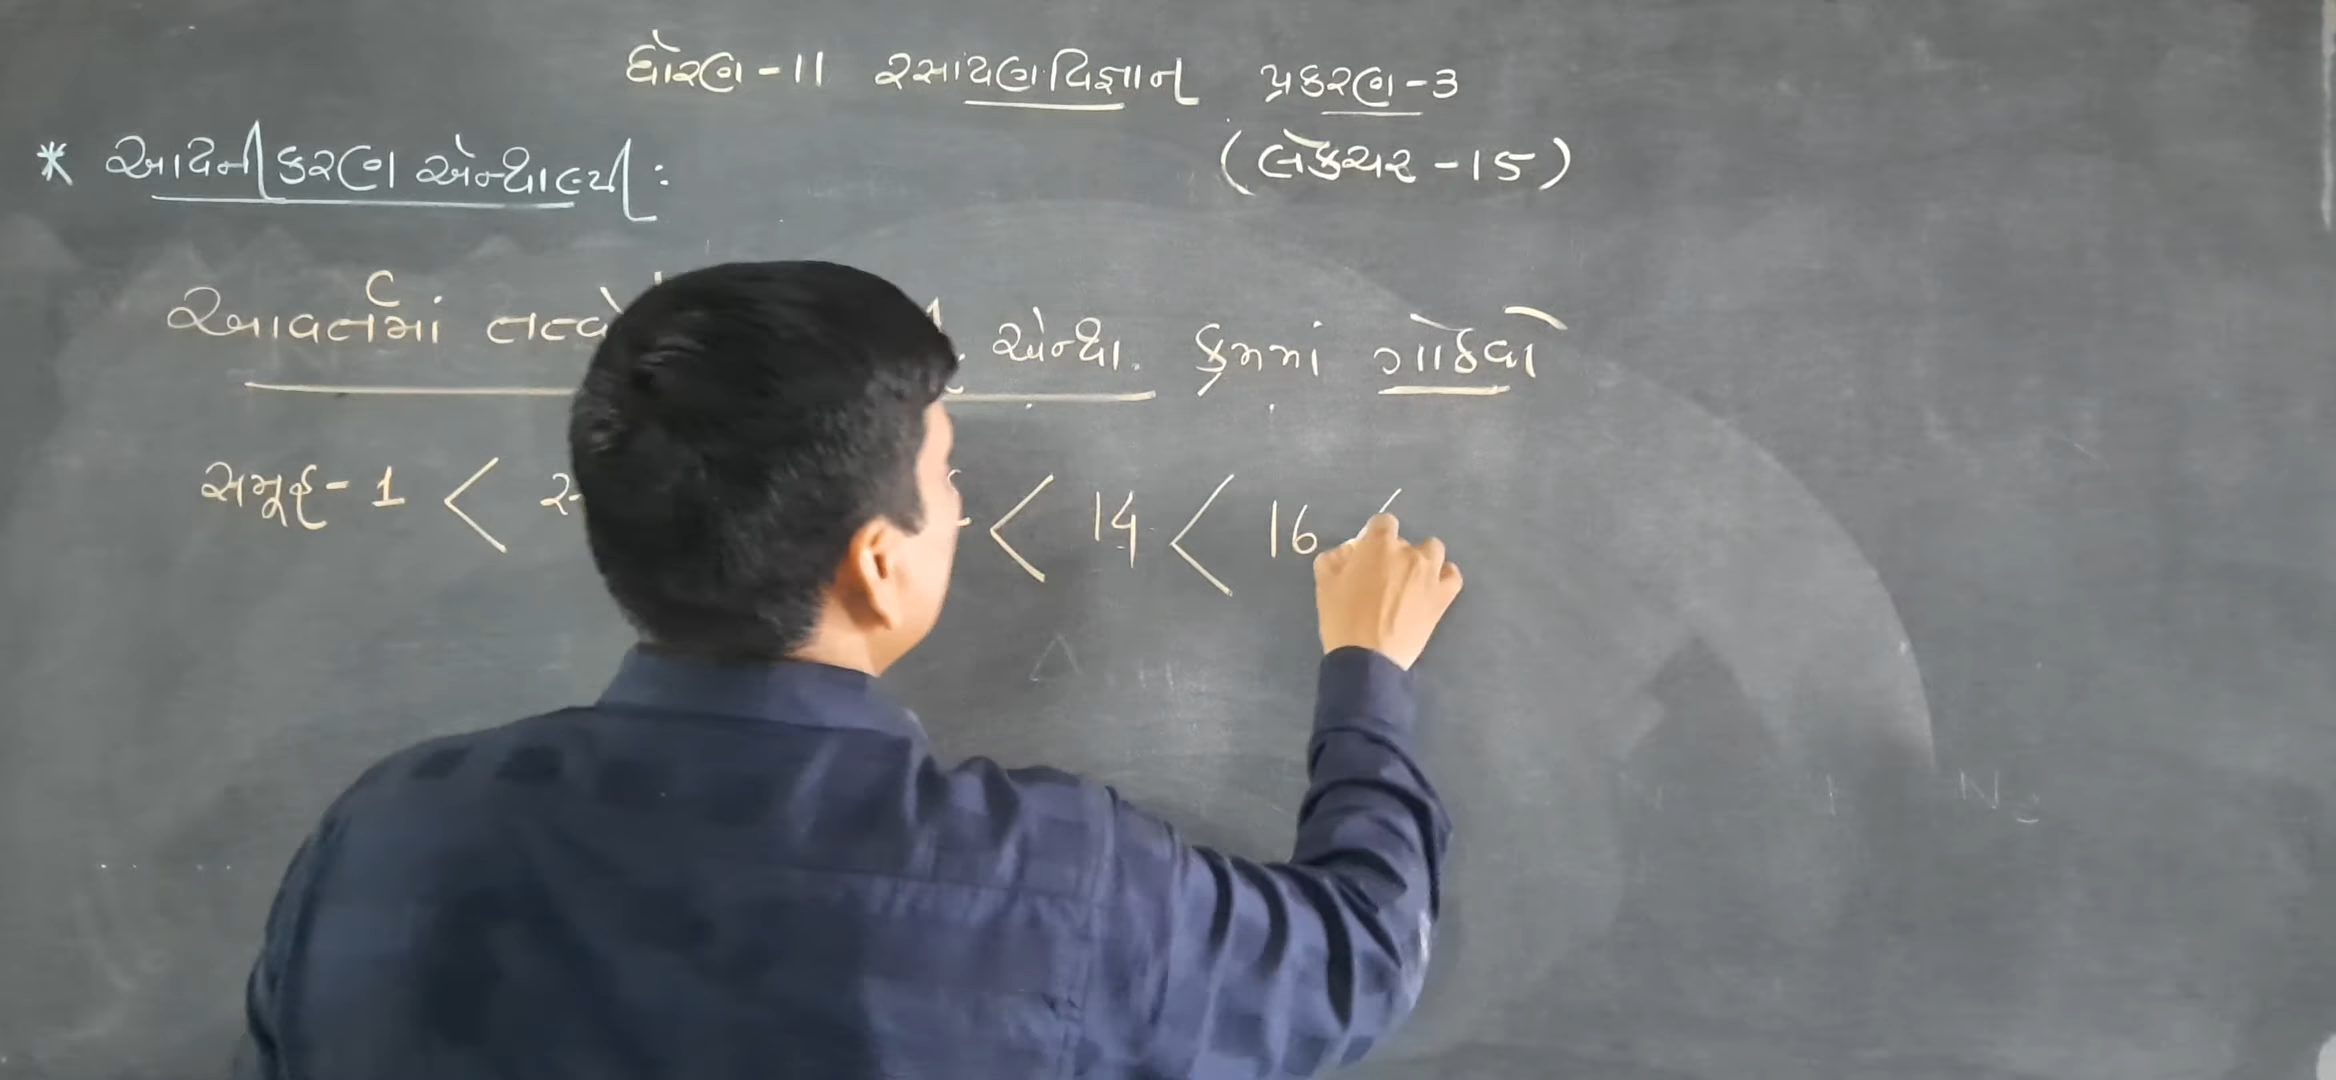 ધોરણ-11 રસાયણવિજ્ઞાન પ્રકરણ-3
(લેક્ચર-15)
* આયનીકરણ એન્થાલ્પી :
આવર્તમાં એન્થા. ક્રમમાં ગોઠવો
સમૂહ-1 < < 14 < 16 <